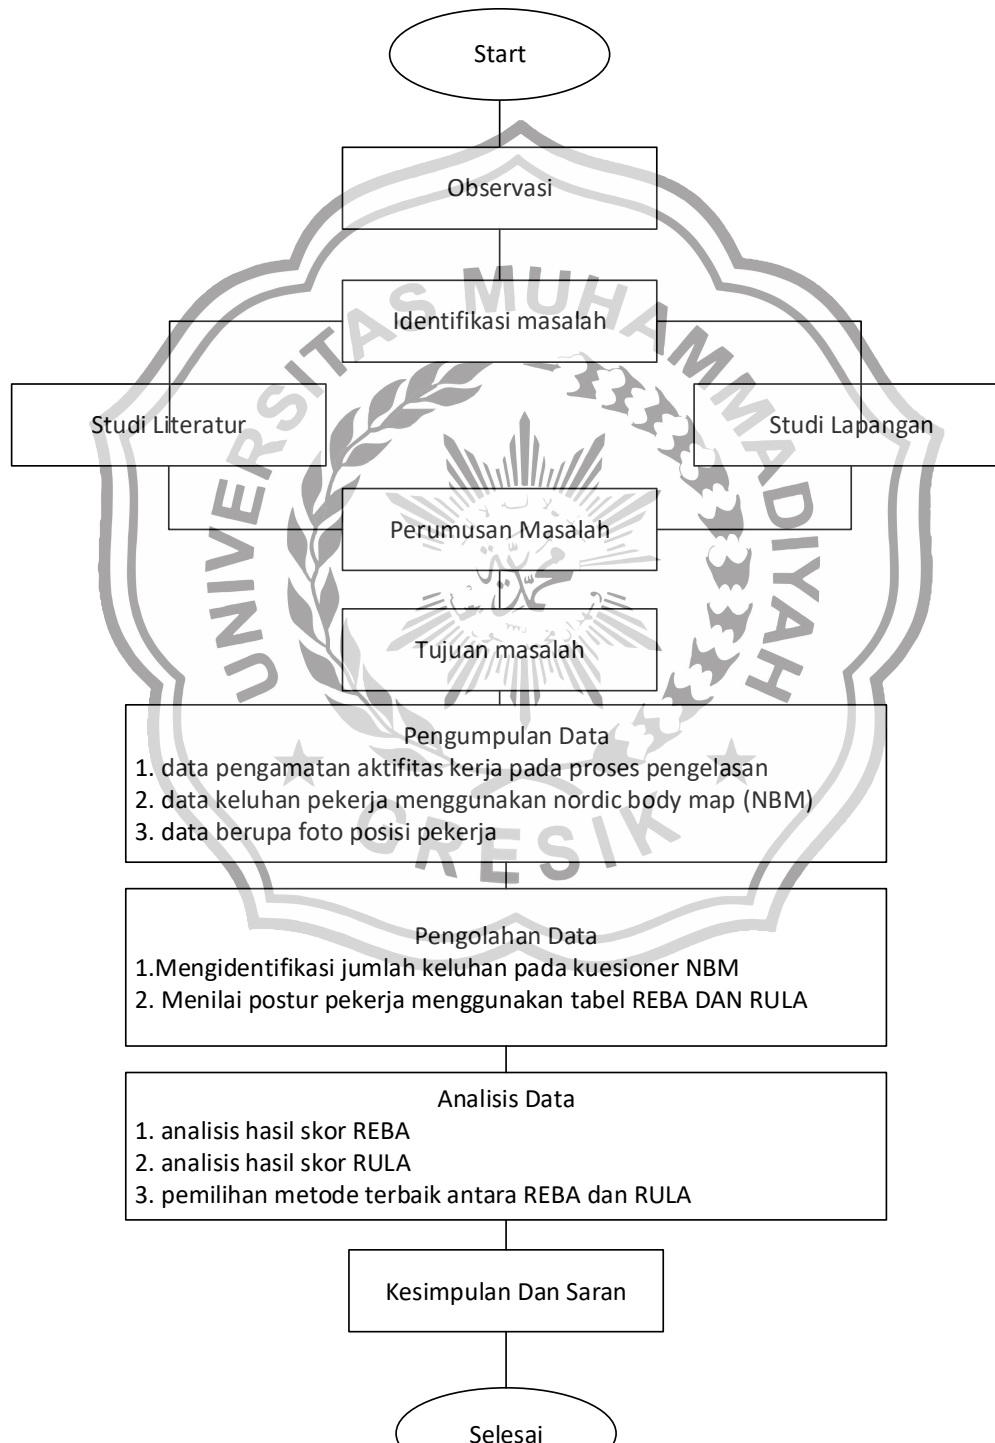 Start
Observasi
Identifikasi masalah
Studi Literatur
Studi Lapangan
Perumusan Masalah
Tujuan masalah
Pengumpulan Data
1. data pengamatan aktifitas kerja pada proses pengelasan
2. data keluhan pekerja menggunakan nordic body map (NBM)
3. data berupa foto posisi pekerja
Pengolahan Data
1.Mengidentifikasi jumlah keluhan pada kuesioner NBM
2. Menilai postur pekerja menggunakan tabel REBA DAN RULA
Analisis Data
1. analisis hasil skor REBA
2. analisis hasil skor RULA
3. pemilihan metode terbaik antara REBA dan RULA
Kesimpulan Dan Saran
Selesai
UNIVERSITAS MUHAMMADIYAH
GRESIK
محمد